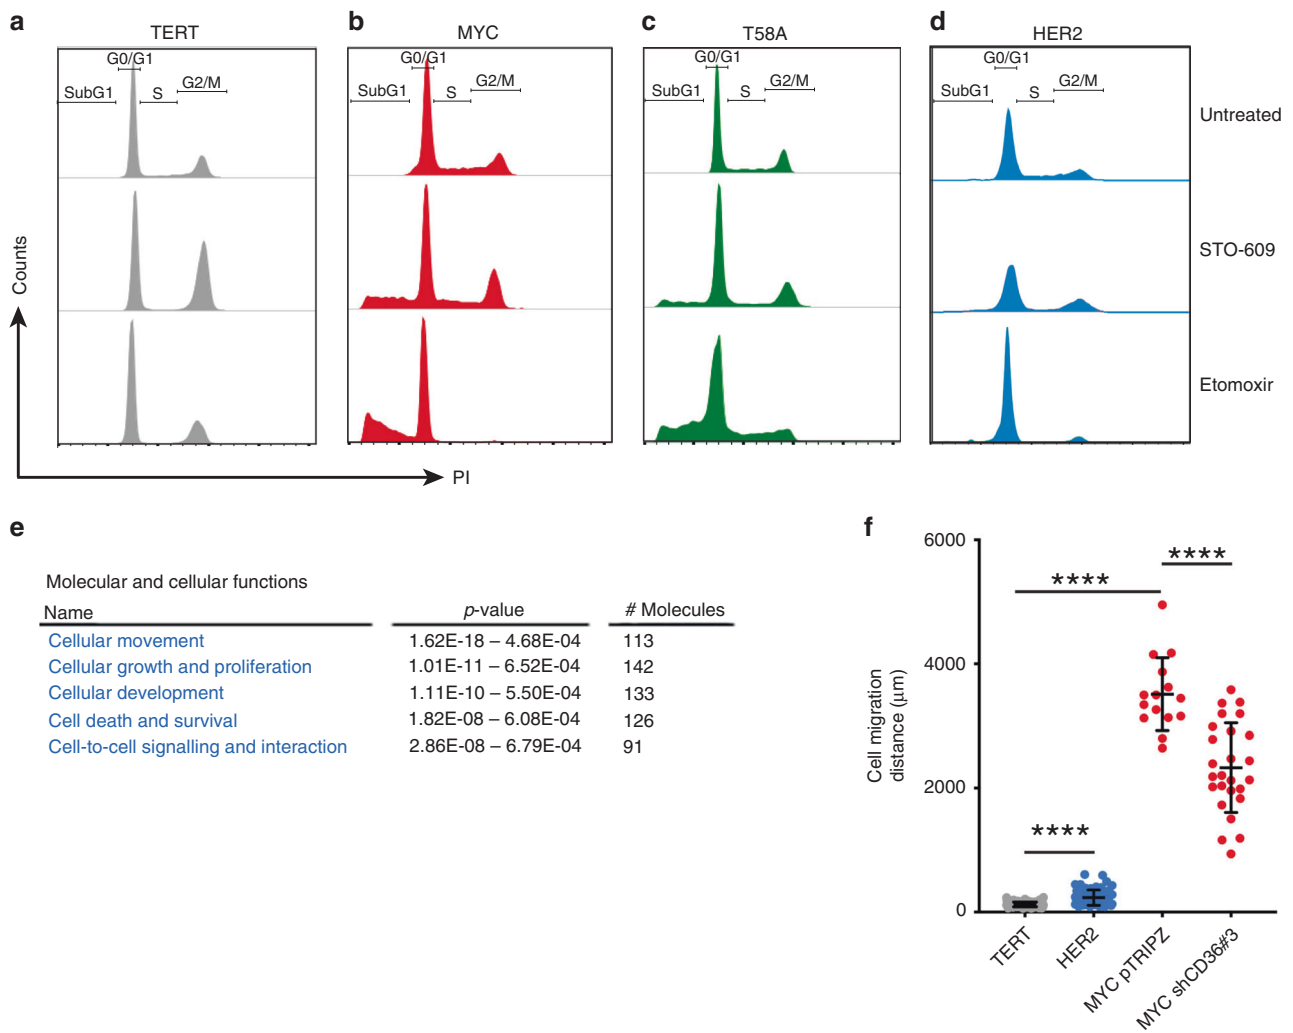 a
TERT
G0/G1
SubG1
S
G2/M
b
MYC
G0/G1
SubG1
S
G2/M
c
T58A
G0/G1
SubG1
S
G2/M
d
HER2
G0/G1
SubG1
S
G2/M
Untreated
STO-609
Etomoxir
Counts
PI
e
Molecular and cellular functions
Name p-value # Molecules
Cellular movement 1.62E-18 – 4.68E-04 113
Cellular growth and proliferation 1.01E-11 – 6.52E-04 142
Cellular development 1.11E-10 – 5.50E-04 133
Cell death and survival 1.82E-08 – 6.08E-04 126
Cell-to-cell signalling and interaction 2.86E-08 – 6.79E-04 91
f
Cell migration
distance (μm)
6000
4000
2000
0
****
****
****
TERT
HER2
MYC pTRIPZ
MYC shCD36#3